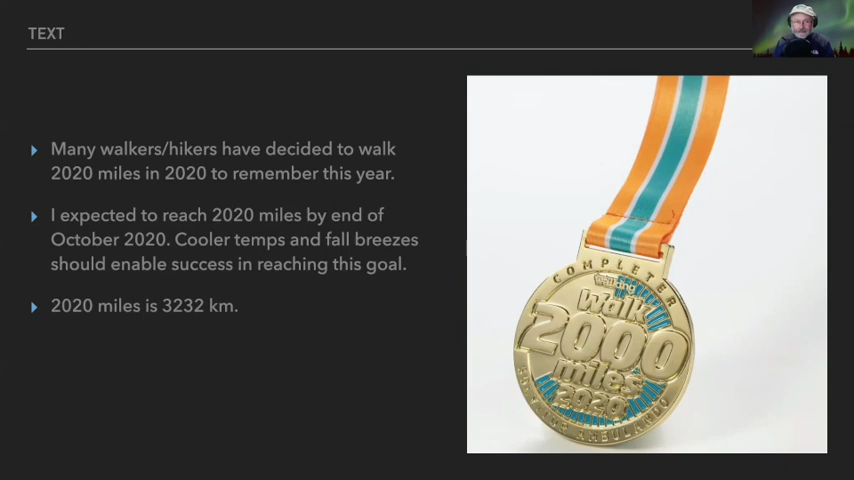 TEXT
Many walkers/hikers have decided to walk
2020 miles in 2020 to remember this year.
I expected to reach 2020 miles by end of
October 2020. Cooler temps and fall breezes
should enable success in reaching this goal.
2020 miles is 3232 km.
COMPLETER
walking
Walk
2000
miles
2020
AMBULANDO